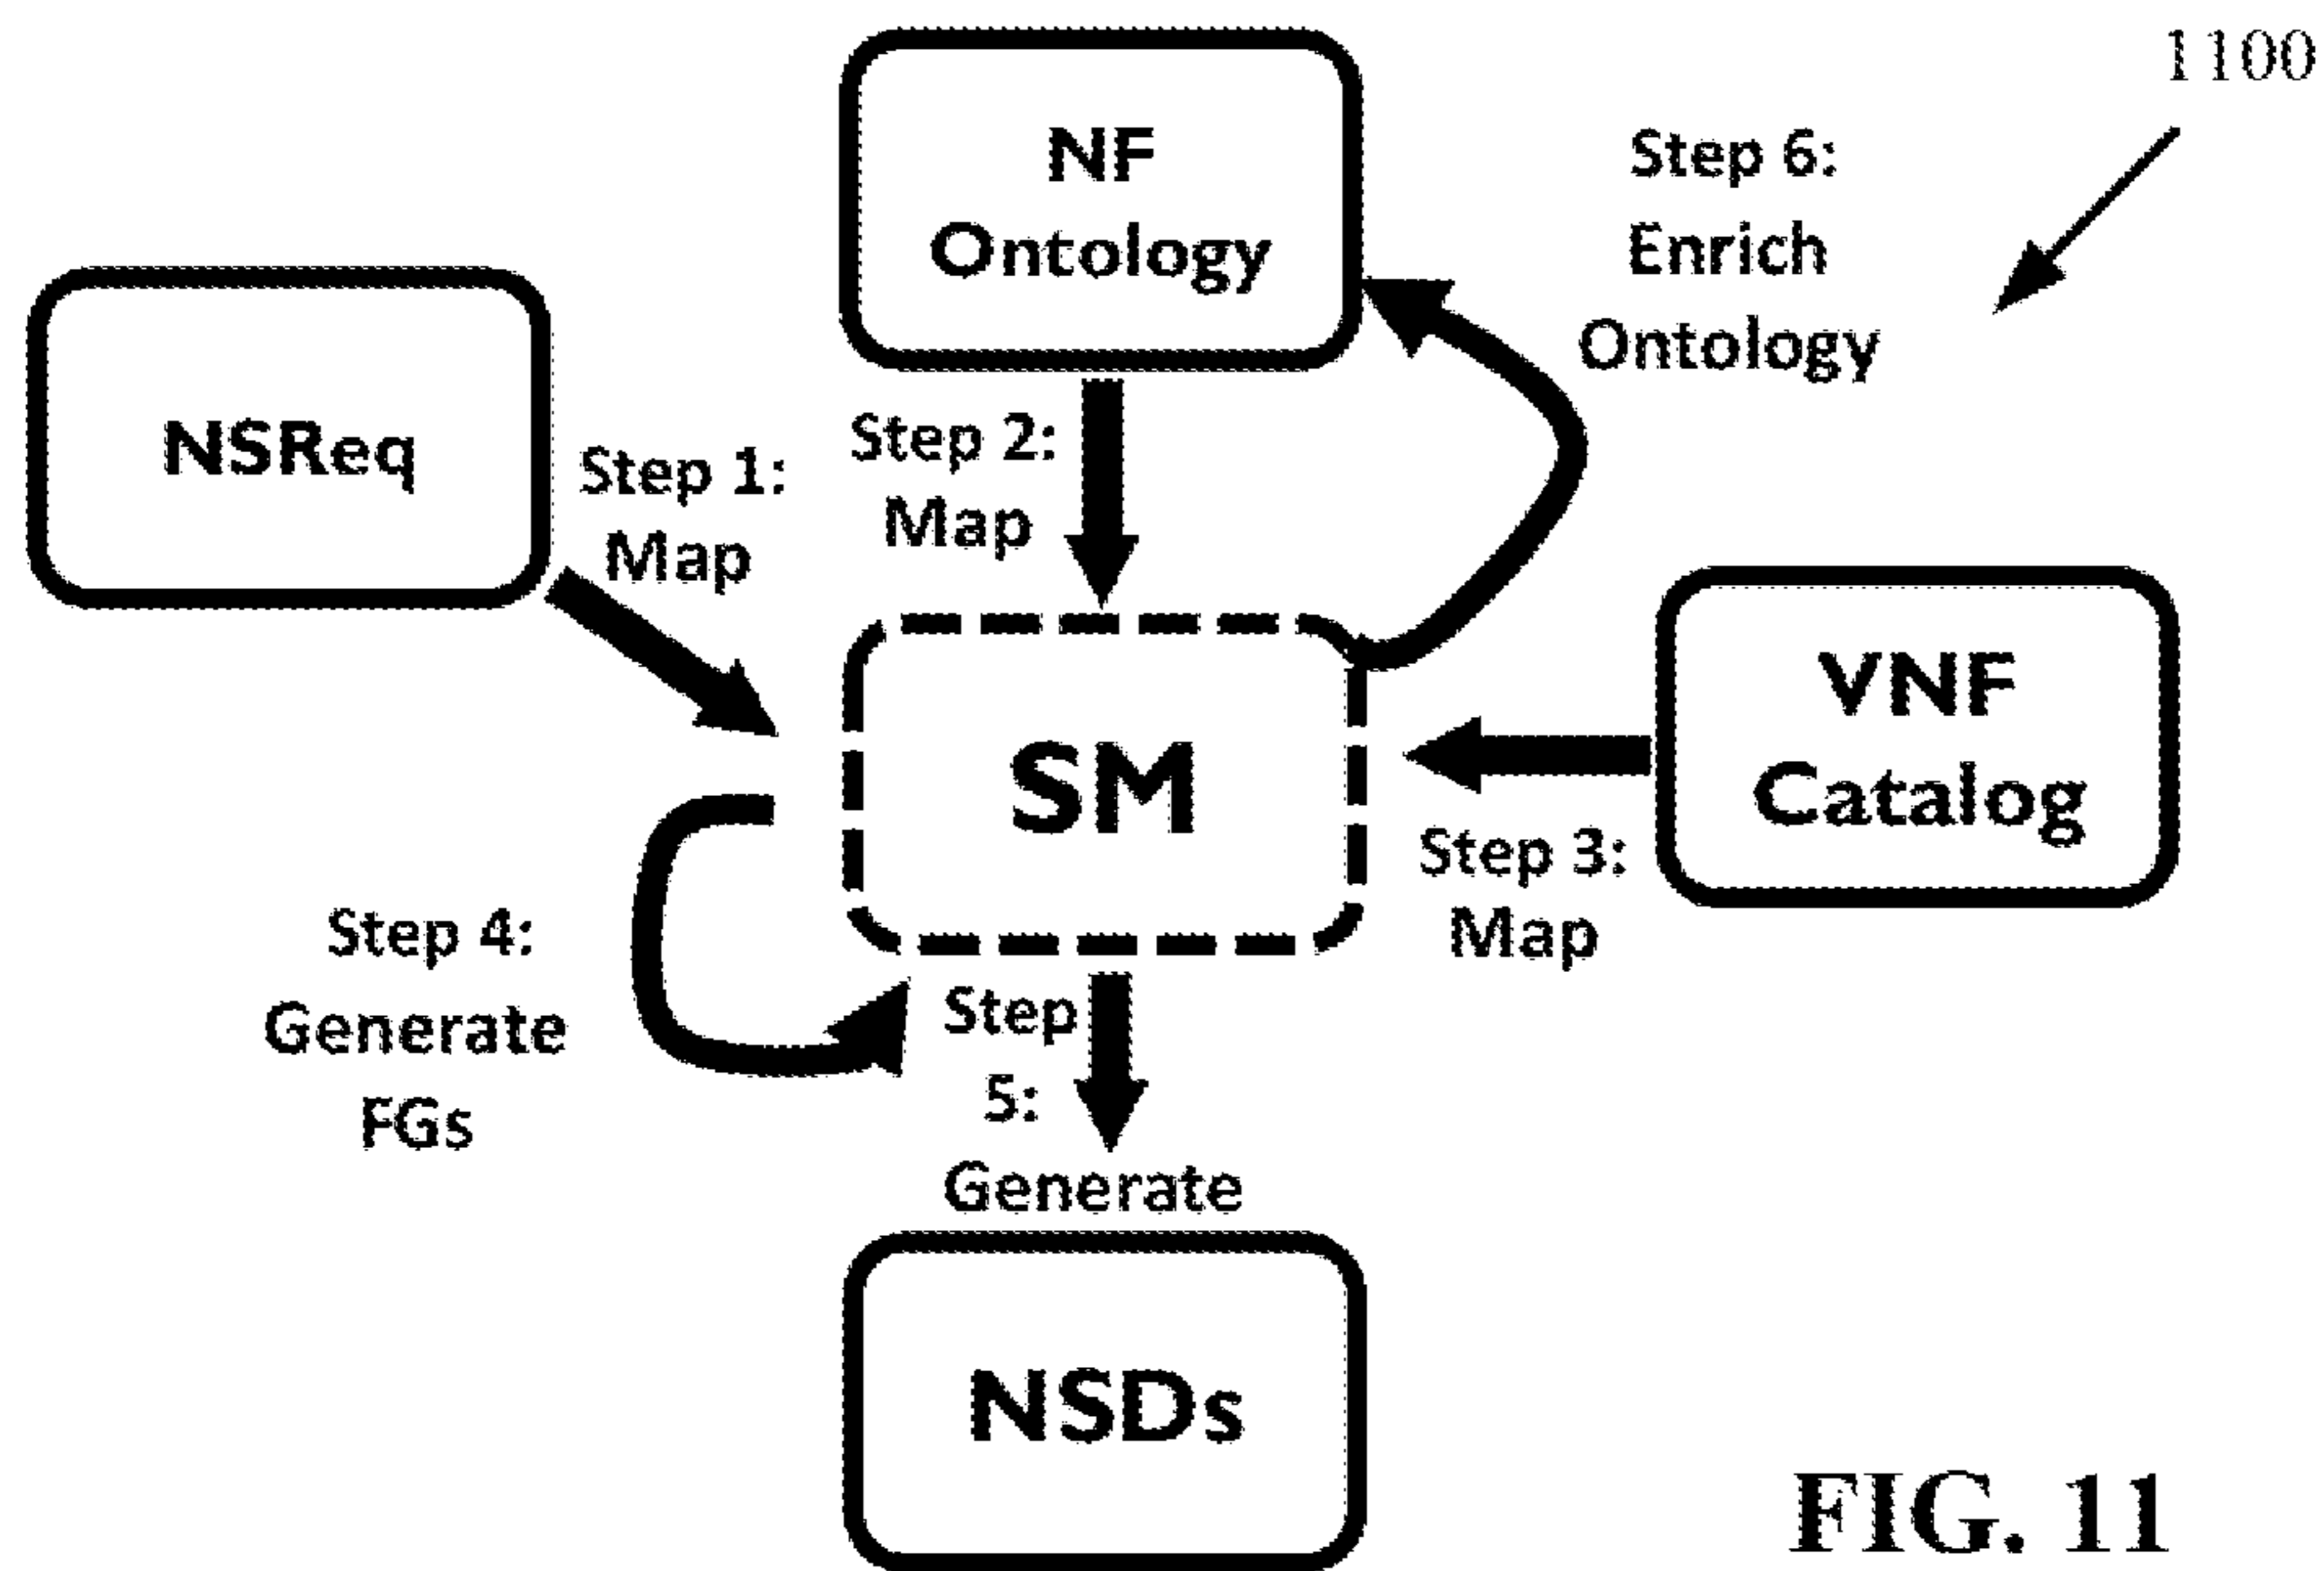 1100
NF
Ontology
Step 6:
Enrich
Ontology
NSReq
Step 1:
Map
Step 2:
Map
VNF
Catalog
SM
Step 3:
Map
Step 4:
Generate
FGs
Step
5:
Generate
NSDs
FIG. 11